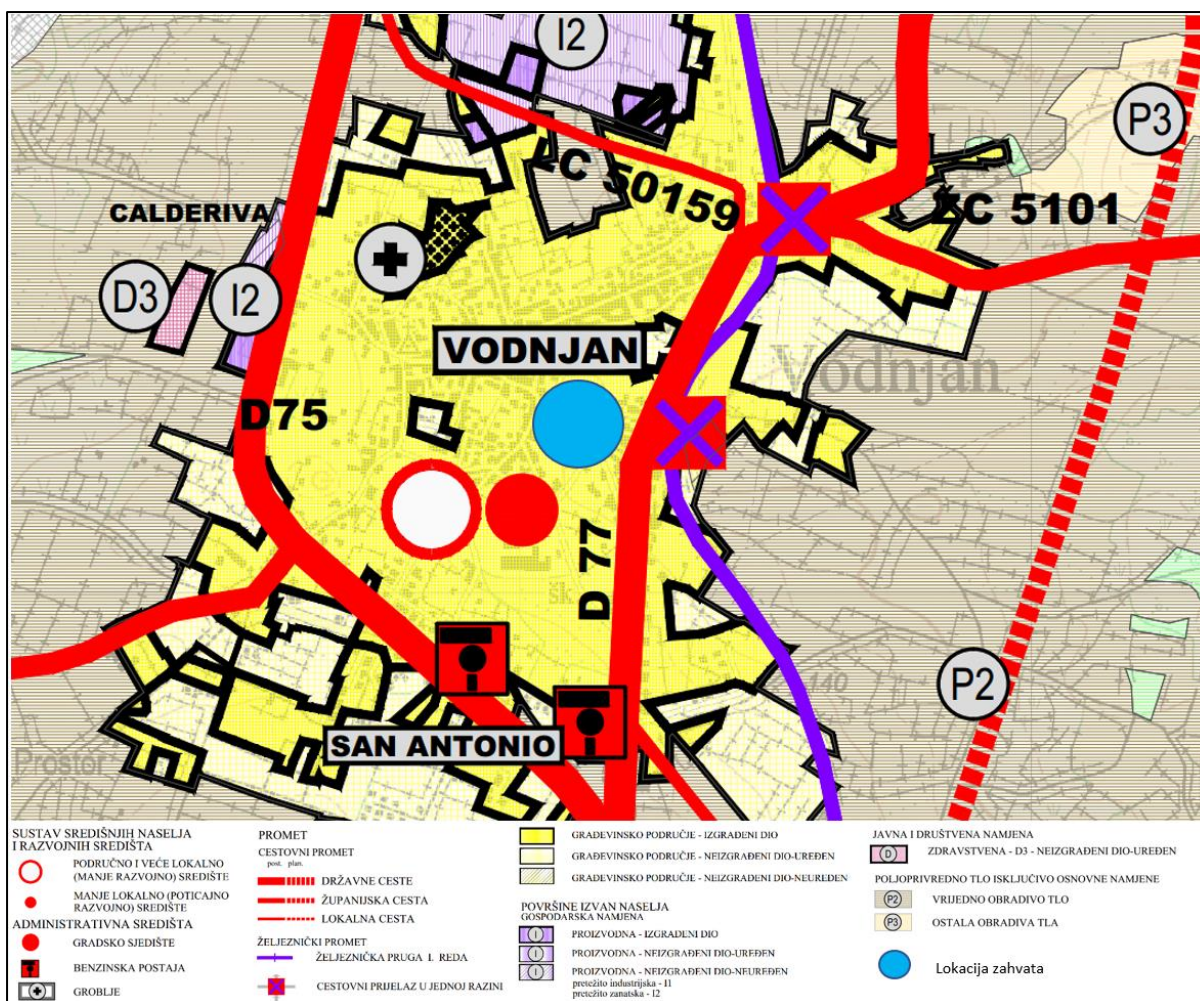 I2
P3
LC 50159
ŽC 5101
CALDERIVA
D3
I2
VODNJAN
Vodnjan
D75
D 77
šk.
140
P2
SAN ANTONIO
Prostor
SUSTAV SREDIŠNJIH NASELJA
I RAZVOJNIH SREDIŠTA
PODRUČNO I VEĆE LOKALNO
(MANJE RAZVOJNO) SREDIŠTE
MANJE LOKALNO (POTICAJNO
RAZVOJNO) SREDIŠTE
ADMINISTRATIVNA SREDIŠTA
GRADSKO SJEDIŠTE
BENZINSKA POSTAJA
GROBLJE
PROMET
CESTOVNI PROMET
post. plan.
DRŽAVNE CESTE
ŽUPANIJSKA CESTA
LOKALNA CESTA
ŽELJEZNIČKI PROMET
ŽELJEZNIČKA PRUGA I. REDA
CESTOVNI PRIJELAZ U JEDNOJ RAZINI
GRAĐEVINSKO PODRUČJE - IZGRAĐENI DIO
GRAĐEVINSKO PODRUČJE - NEIZGRAĐENI DIO-UREĐEN
GRAĐEVINSKO PODRUČJE - NEIZGRAĐENI DIO-NEUREĐEN
POVRŠINE IZVAN NASELJA
GOSPODARSKA NAMJENA
I PROIZVODNA - IZGRAĐENI DIO
I PROIZVODNA - NEIZGRAĐENI DIO-UREĐEN
I PROIZVODNA - NEIZGRAĐENI DIO-NEUREĐEN
pretežito industrijska - I1
pretežito zanatska - I2
JAVNA I DRUŠTVENA NAMJENA
D ZDRAVSTVENA - D3 - NEIZGRAĐENI DIO-UREĐEN
POLJOPRIVREDNO TLO ISKLJUČIVO OSNOVNE NAMJENE
P2 VRIJEDNO OBRADIVO TLO
P3 OSTALA OBRADIVA TLA
Lokacija zahvata